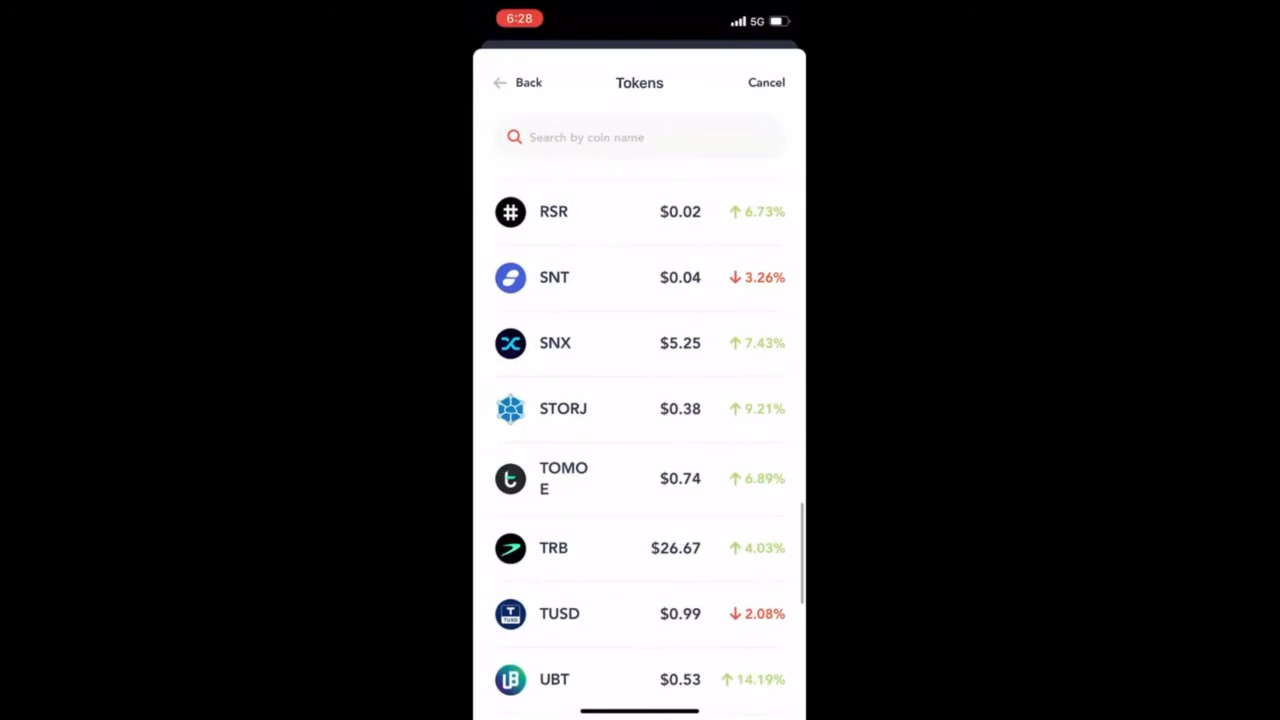 6:28
5G
Back
Tokens
Cancel
Search by coin name
RSR
$0.02
↑ 6.73%
SNT
$0.04
↓ 3.26%
SNX
$5.25
↑ 7.43%
STORJ
$0.38
↑ 9.21%
TOMO
E
$0.74
↑ 6.89%
TRB
$26.67
↑ 4.03%
T
TUSD
TUSD
$0.99
↓ 2.08%
UB
UBT
$0.53
↑ 14.19%